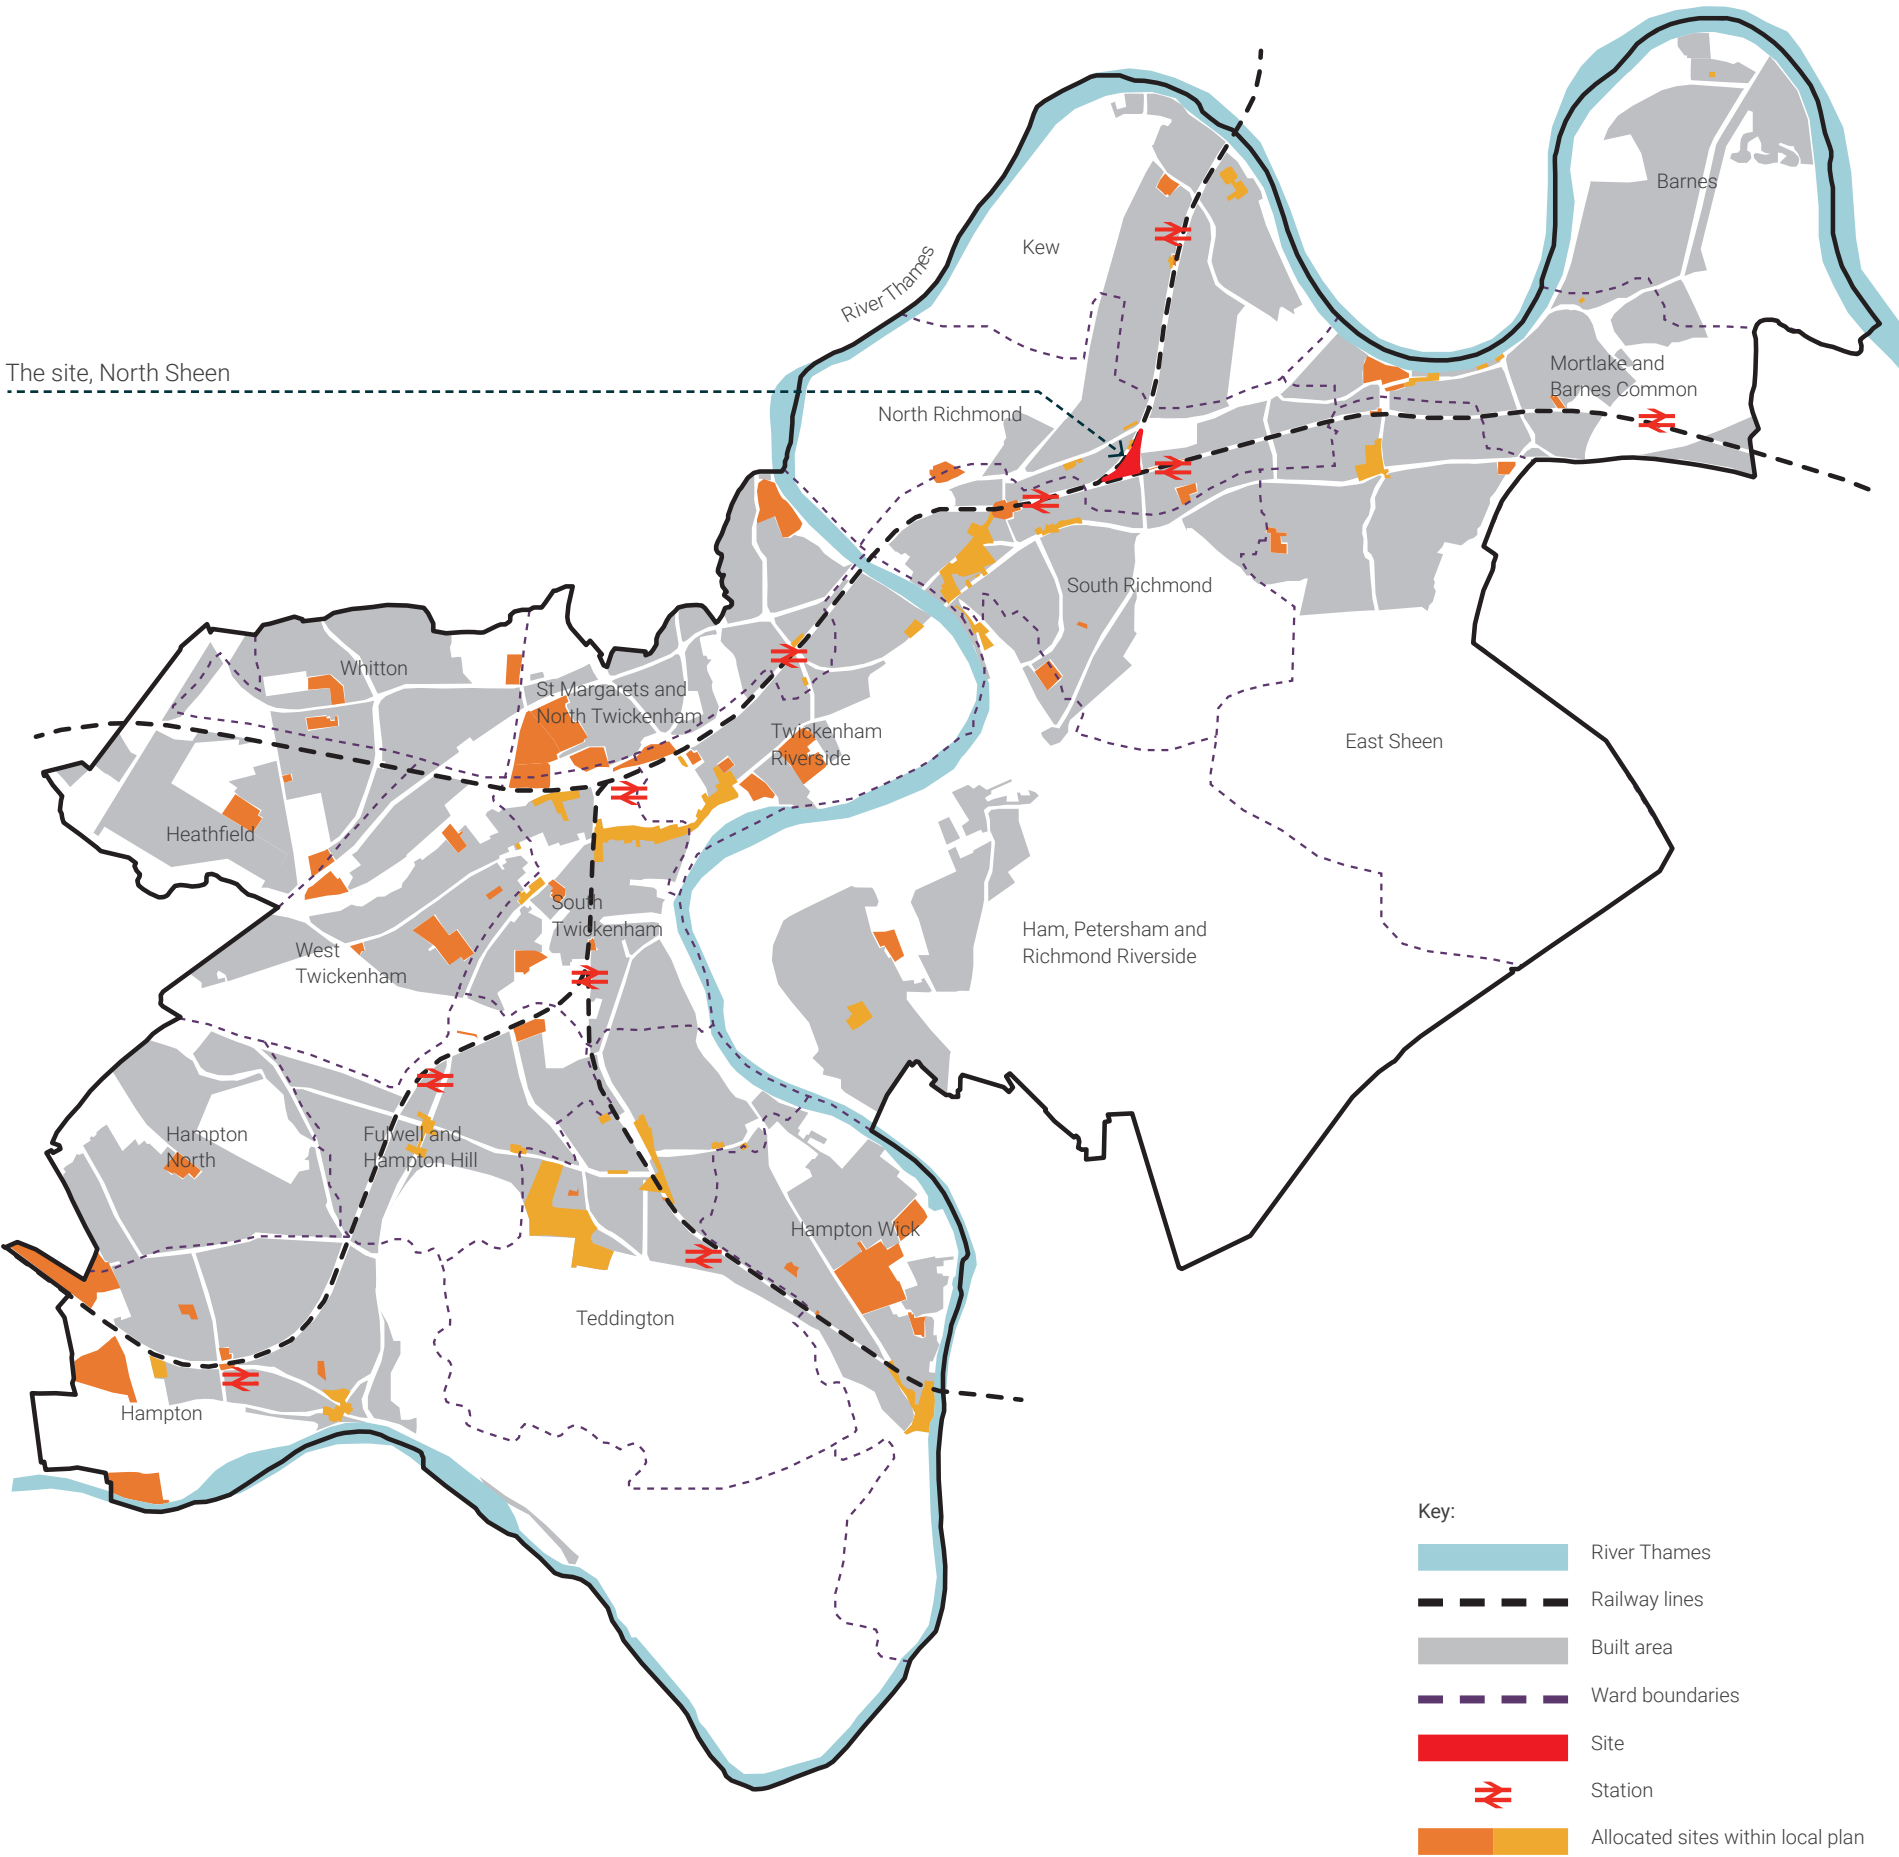 Barnes
Kew
River Thames
Mortlake and
Barnes Common
The site, North Sheen
North Richmond
South Richmond
Whitton
St Margarets and
North Twickenham
Twickenham
Riverside
East Sheen
Heathfield
South
Twickenham
Ham, Petersham and
Richmond Riverside
West
Twickenham
Hampton
North
Fulwell and
Hampton Hill
Hampton Wick
Teddington
Hampton
Key:
River Thames
Railway lines
Built area
Ward boundaries
Site
Station
Allocated sites within local plan